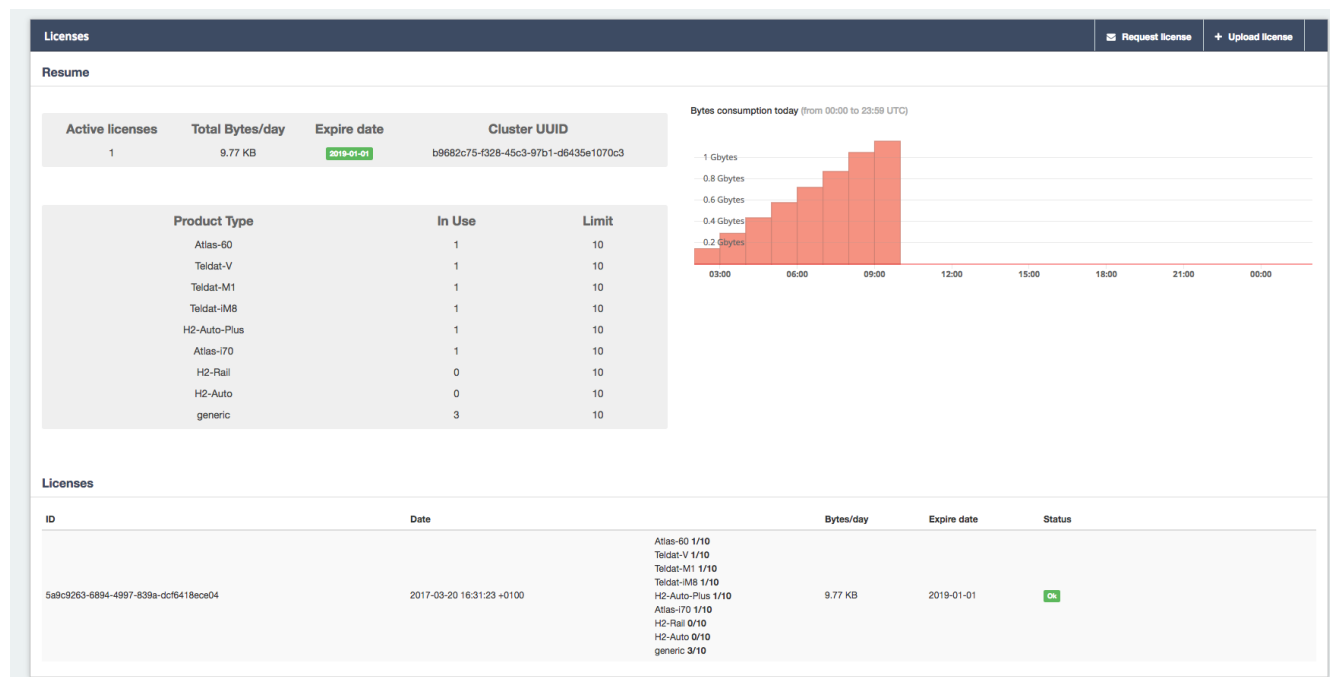 Licenses
Request license
+ Upload license
Resume
Active licenses Total Bytes/day Expire date Cluster UUID
1 9.77 KB 2019-01-01 b9682c75-f328-45c3-97b1-d6435e1070c3
Product Type In Use Limit
Atlas-60 1 10
Teldat-V 1 10
Teldat-M1 1 10
Teldat-iM8 1 10
H2-Auto-Plus 1 10
Atlas-i70 1 10
H2-Rail 0 10
H2-Auto 0 10
generic 3 10
Bytes consumption today (from 00:00 to 23:59 UTC)
1 Gbytes
0.8 Gbytes
0.6 Gbytes
0.4 Gbytes
0.2 Gbytes
03:00 06:00 09:00 12:00 15:00 18:00 21:00 00:00
Licenses
ID Date Bytes/day Expire date Status
5a9c9263-6894-4997-839a-dcf6418ece04 2017-03-20 16:31:23 +0100
Atlas-60 1/10
Teldat-V 1/10
Teldat-M1 1/10
Teldat-iM8 1/10
H2-Auto-Plus 1/10
Atlas-i70 1/10
H2-Rail 0/10
H2-Auto 0/10
generic 3/10
9.77 KB 2019-01-01 Ok